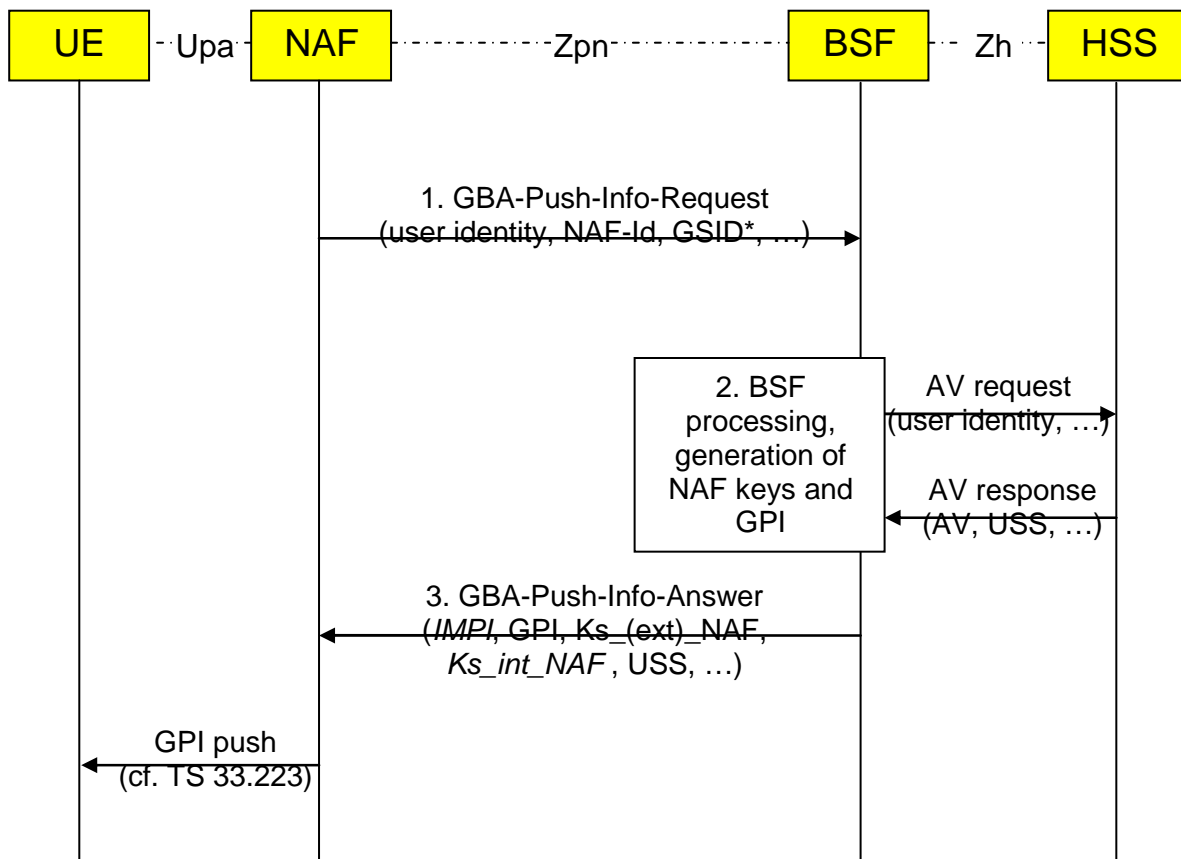 UE
Upa
NAF
Zpn
BSF
Zh
HSS
1. GBA-Push-Info-Request
(user identity, NAF-Id, GSID*, …)
2. BSF
processing,
generation of
NAF keys and
GPI
AV request
(user identity, …)
AV response
(AV, USS, …)
3. GBA-Push-Info-Answer
(IMPI, GPI, Ks_(ext)_NAF,
Ks_int_NAF , USS, …)
GPI push
(cf. TS 33.223)